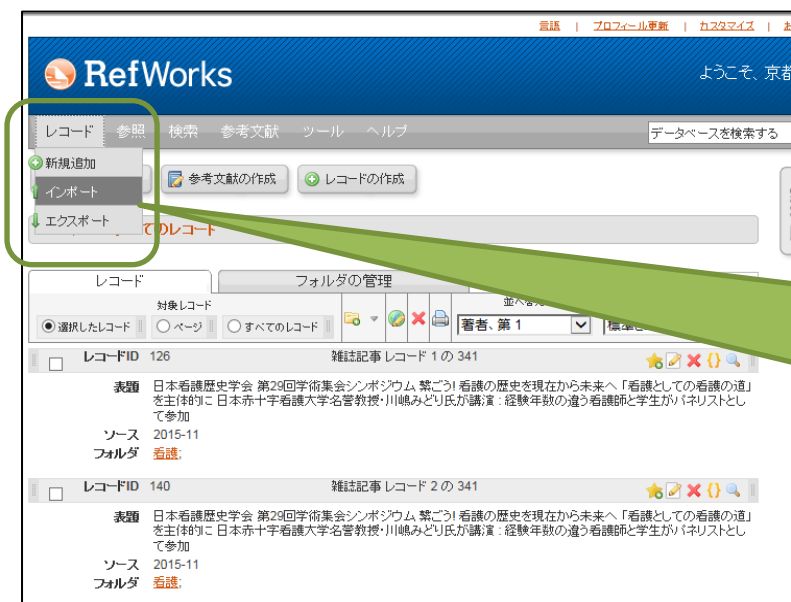 言語 | プロフィール更新 | カスタマイズ |
RefWorks
ようこそ、京都
レコード 参照 検索 参考文献 ツール ヘルプ
データベースを検索する
新規追加
インポート
エクスポート
参考文献の作成
レコードの作成
てのレコード
レコード
フォルダの管理
対象レコード
選択したレコード
ページ
すべてのレコード
著者、第 1
レコードID 126
雑誌記事 レコード 1 の 341
表題 日本看護歴史学会 第29回学術集会シンポジウム 繋ごう! 看護の歴史を現在から未来へ 「看護としての看護の道」
を主体的に 日本赤十字看護大学名誉教授・川嶋みどり氏が講演 : 経験年数の違う看護師と学生がパネリストとし
て参加
ソース 2015-11
フォルダ 看護;
レコードID 140
雑誌記事 レコード 2 の 341
表題 日本看護歴史学会 第29回学術集会シンポジウム 繋ごう! 看護の歴史を現在から未来へ 「看護としての看護の道」
を主体的に 日本赤十字看護大学名誉教授・川嶋みどり氏が講演 : 経験年数の違う看護師と学生がパネリストとし
て参加
ソース 2015-11
フォルダ 看護;